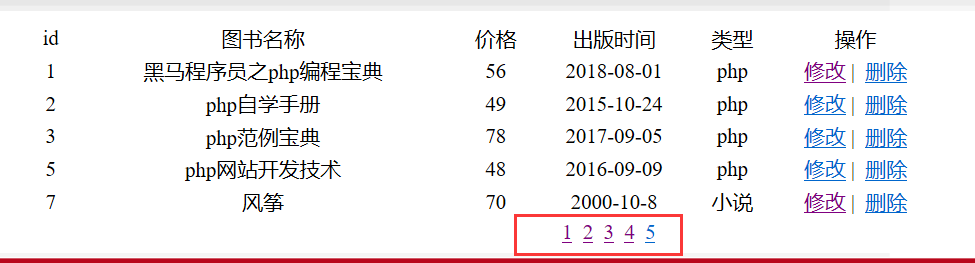 id 图书名称 价格 出版时间 类型 操作
1 黑马程序员之php编程宝典 56 2018-08-01 php 修改 | 删除
2 php自学手册 49 2015-10-24 php 修改 | 删除
3 php范例宝典 78 2017-09-05 php 修改 | 删除
5 php网站开发技术 48 2016-09-09 php 修改 | 删除
7 风筝 70 2000-10-8 小说 修改 | 删除
1 2 3 4 5